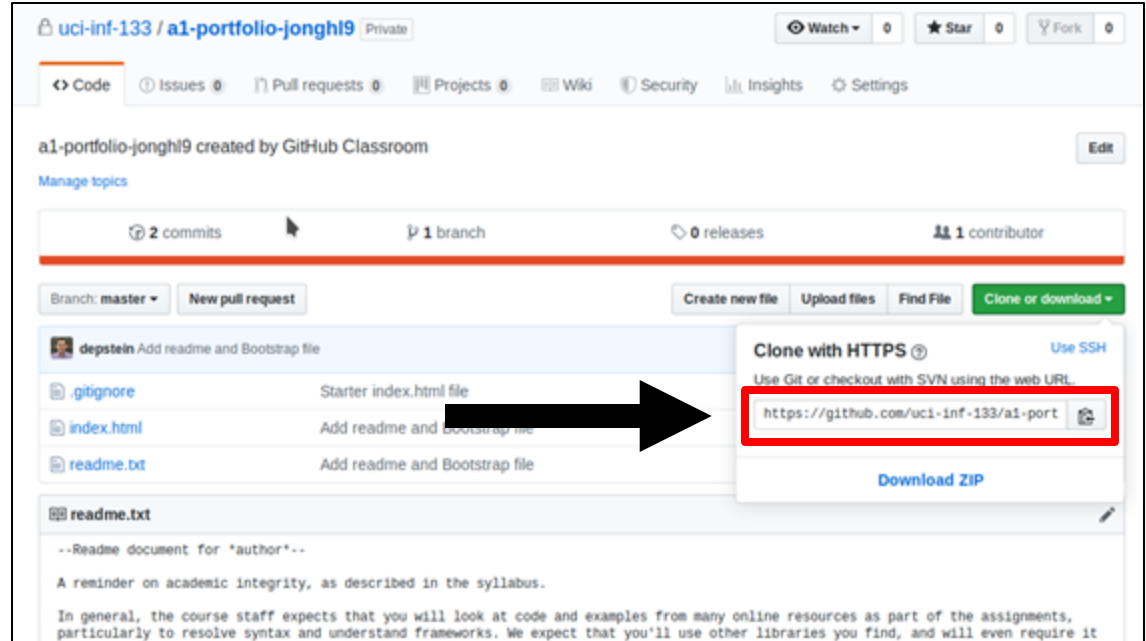 uci-inf-133 / a1-portfolio-jonghl9 Private
Watch 0 Star 0 Fork 0
Code Issues 0 Pull requests 0 Projects 0 Wiki Security Insights Settings
a1-portfolio-jonghl9 created by GitHub Classroom
Edit
Manage topics
2 commits 1 branch 0 releases 1 contributor
Branch: master New pull request Create new file Upload files Find File Clone or download
depstein Add readme and Bootstrap file
Clone with HTTPS ? Use SSH
Use Git or checkout with SVN using the web URL.
https://github.com/uci-inf-133/a1-port
Download ZIP
.gitignore Starter index.html file
index.html Add readme and Bootstrap file
readme.txt Add readme and Bootstrap file
readme.txt
--Readme document for *author*--
A reminder on academic integrity, as described in the syllabus.
In general, the course staff expects that you will look at code and examples from many online resources as part of the assignments,
particularly to resolve syntax and understand frameworks. We expect that you'll use other libraries you find, and will even require it